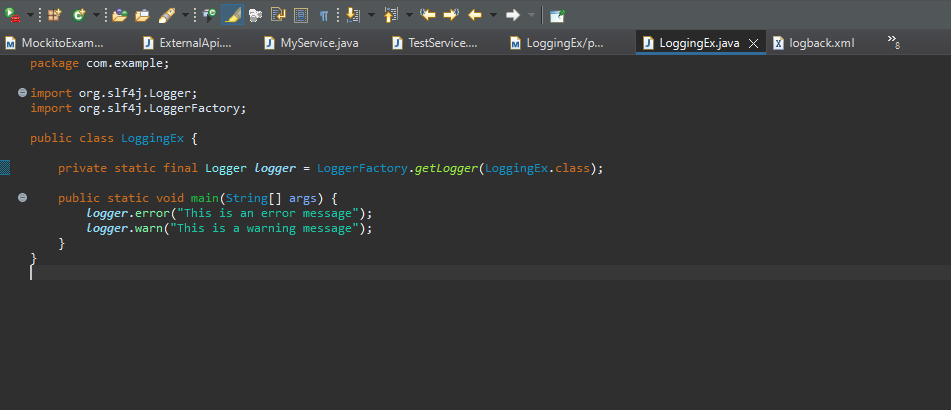 MockitoExam...
ExternalApi....
MyService.java
TestService....
LoggingEx/p...
LoggingEx.java
logback.xml
8
package com.example;
import org.slf4j.Logger;
import org.slf4j.LoggerFactory;
public class LoggingEx {
private static final Logger logger = LoggerFactory.getLogger(LoggingEx.class);
public static void main(String[] args) {
logger.error("This is an error message");
logger.warn("This is a warning message");
}
}